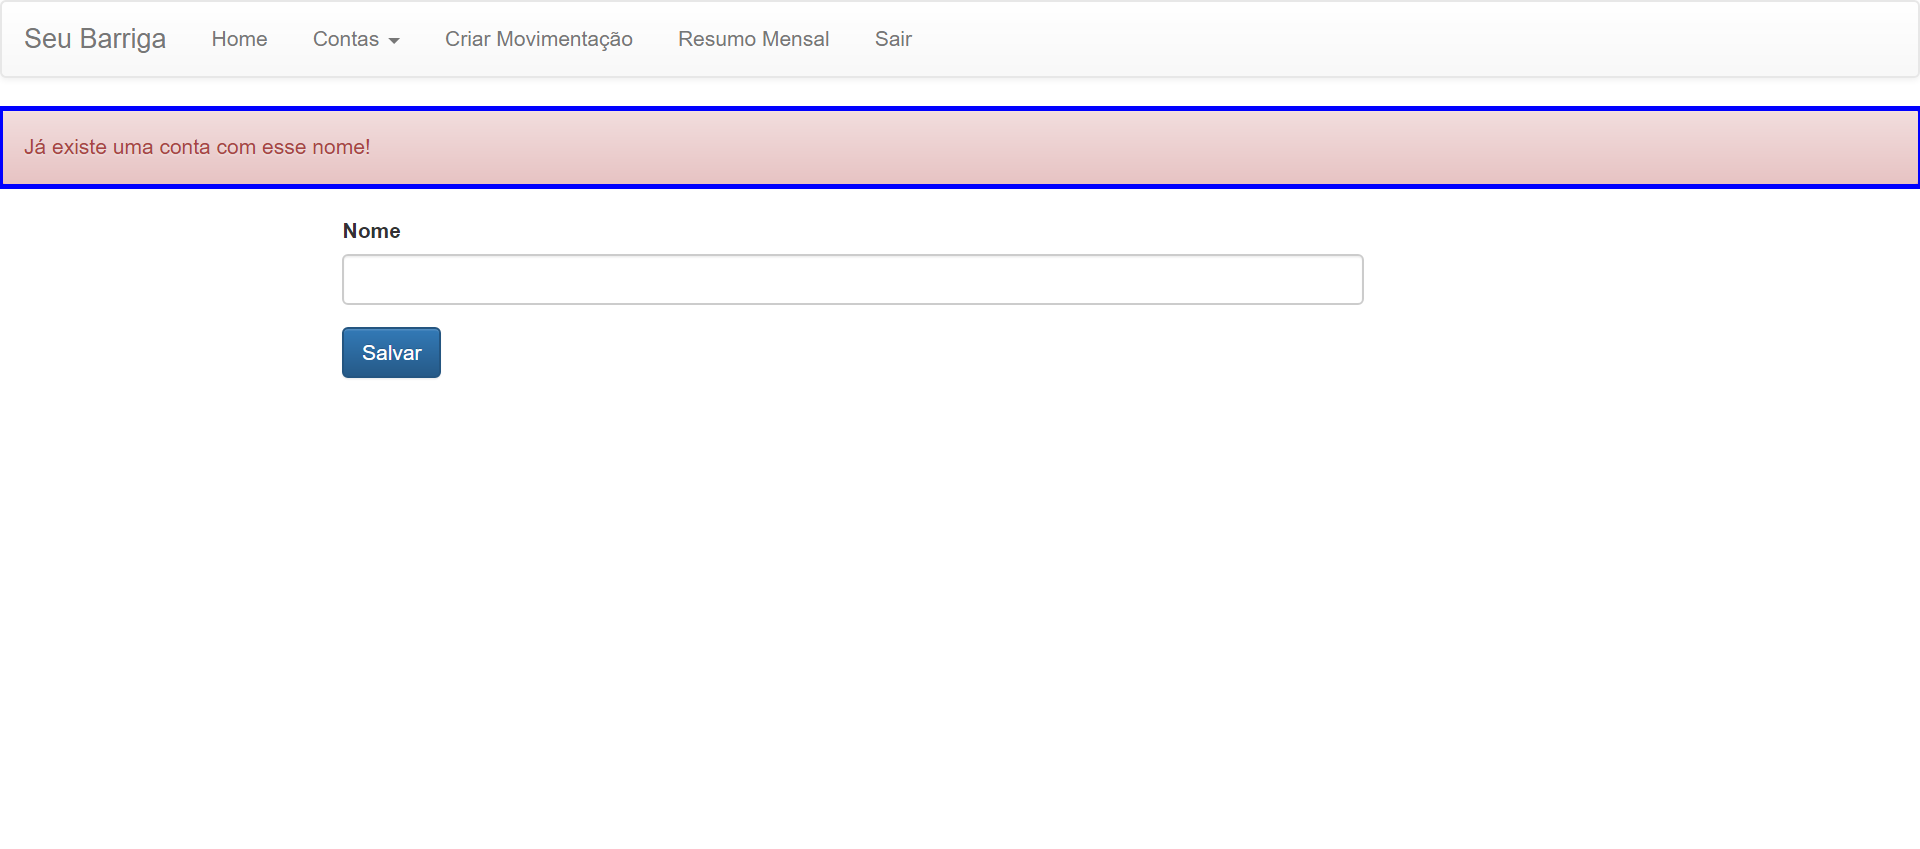 Seu Barriga Home Contas Criar Movimentação Resumo Mensal Sair
Já existe uma conta com esse nome!
Nome
Salvar